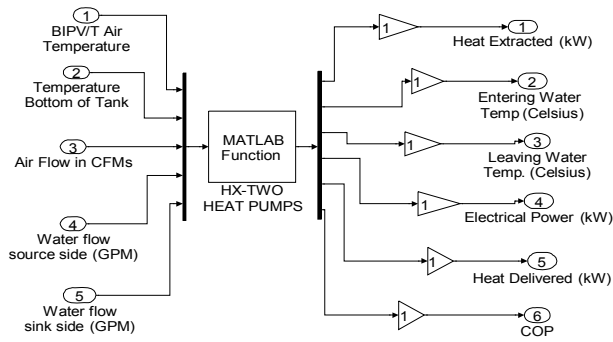 1
BIPV/T Air
Temperature
2
Temperature
Bottom of Tank
3
Air Flow in CFMs
4
Water flow
source side (GPM)
5
Water flow
sink side (GPM)
MATLAB
Function
HX-TWO
HEAT PUMPS
1
1
Heat Extracted (kW)
1
2
Entering Water
Temp (Celsius)
1
3
Leaving Water
Temp. (Celsius)
1
4
Electrical Power (kW)
1
5
Heat Delivered (kW)
1
6
COP